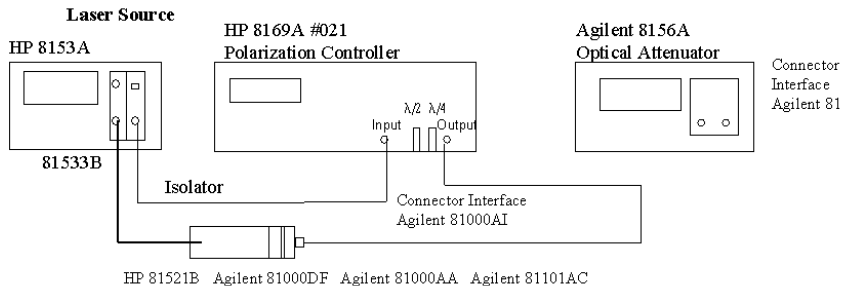 Laser Source
HP 8153A
HP 8169A #021
Polarization Controller
Agilent 8156A
Optical Attenuator
Connector
Interface
Agilent 81
λ/2 λ/4
Input Output
81533B
Isolator
Connector Interface
Agilent 81000AI
HP 81521B Agilent 81000DF Agilent 81000AA Agilent 81101AC